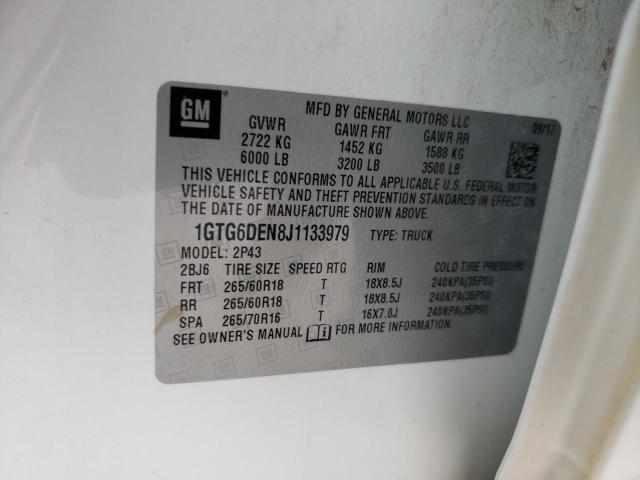 GM
MFD BY GENERAL MOTORS LLC
GVWR GAWR FRT GAWR RR 09/17
2722 KG 1452 KG 1588 KG
6000 LB 3200 LB 3500 LB
THIS VEHICLE CONFORMS TO ALL APPLICABLE U.S. FEDERAL MOTOR
VEHICLE SAFETY AND THEFT PREVENTION STANDARDS IN EFFECT ON
THE DATE OF MANUFACTURE SHOWN ABOVE.
1GTG6DEN8J1133979 TYPE: TRUCK
MODEL: 2P43
2BJ6 TIRE SIZE SPEED RTG RIM COLD TIRE PRESSURE
FRT 265/60R18 T 18X8.5J 240KPA(35PSI)
RR 265/60R18 T 18X8.5J 240KPA(35PSI)
SPA 265/70R16 T 16X7.0J 240KPA(35PSI)
SEE OWNER'S MANUAL FOR MORE INFORMATION.